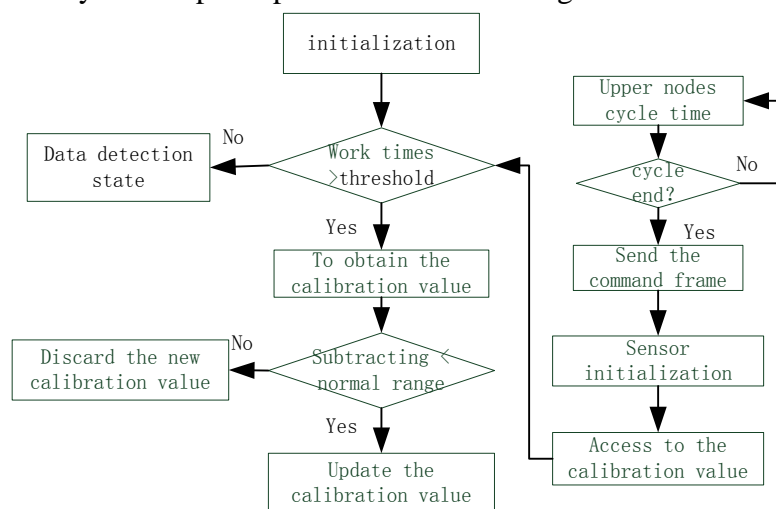 initialization
No
Data detection
state
Work times
>threshold
Yes
To obtain the
calibration value
No
Discard the new
calibration value
Subtracting <
normal range
Yes
Update the
calibration value
Upper nodes
cycle time
cycle
end?
No
Yes
Send the
command frame
Sensor
initialization
Access to the
calibration value